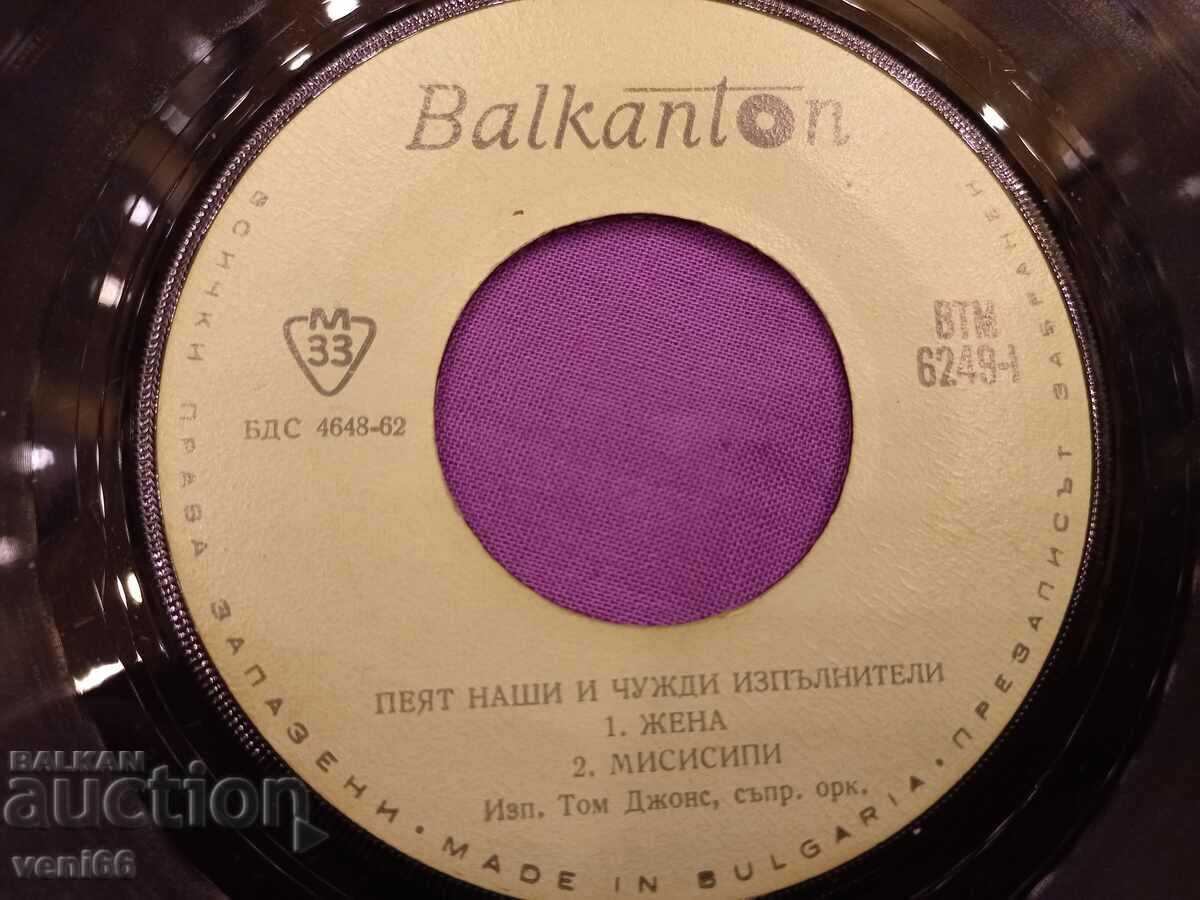 Balkanton
M
33
БДС 4648-62
ВТМ
6249-I
ПЕЯТ НАШИ И ЧУЖДИ ИЗПЪЛНИТЕЛИ
1. ЖЕНА
2. МИСИСИПИ
Изп. Том Джонс, съпр. орк.
ВСИЧКИ ПРАВА ЗАПАЗЕНИ · MADE IN BULGARIA · ПРЕЗАПИСЪТ ЗАБРАНЕН
BALKAN
auction
veni66